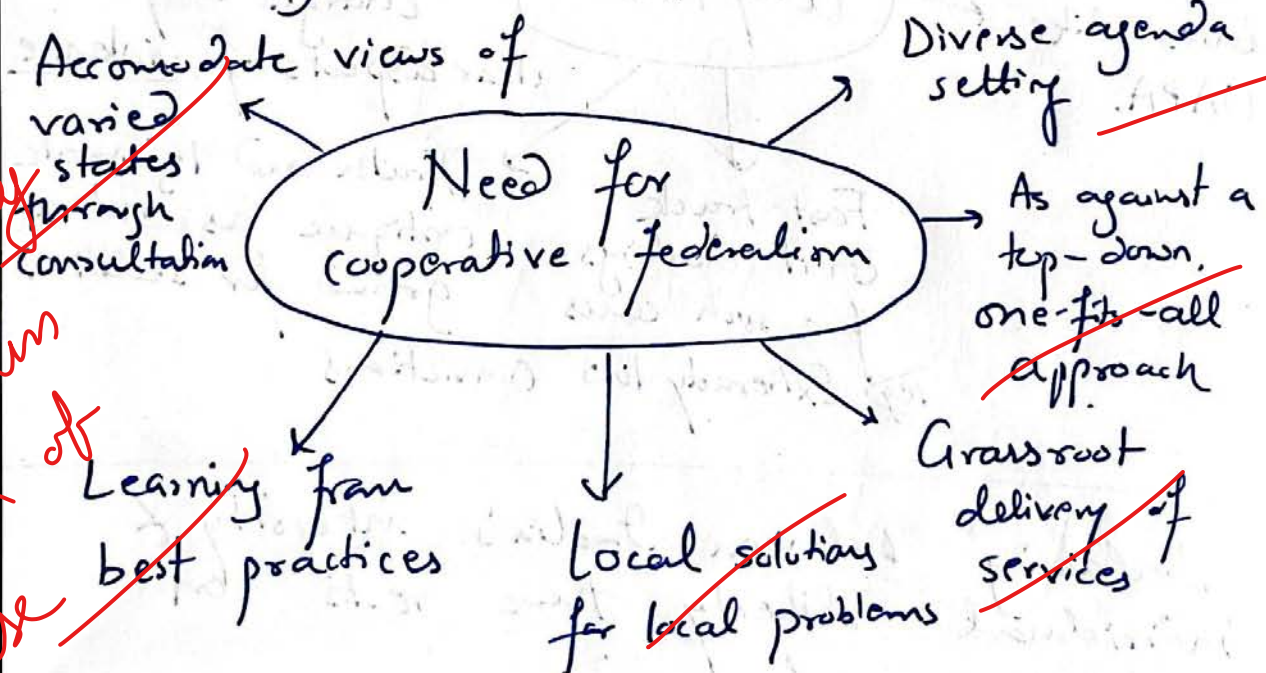 Accomodate views of
varied
states
through
consultation
Diverse agenda
setting
Need for
cooperative federalism
As against a
top-down,
one-fits-all
approach
Learning from
best practices
Local solutions
for local problems
Grassroot
delivery of
services
of